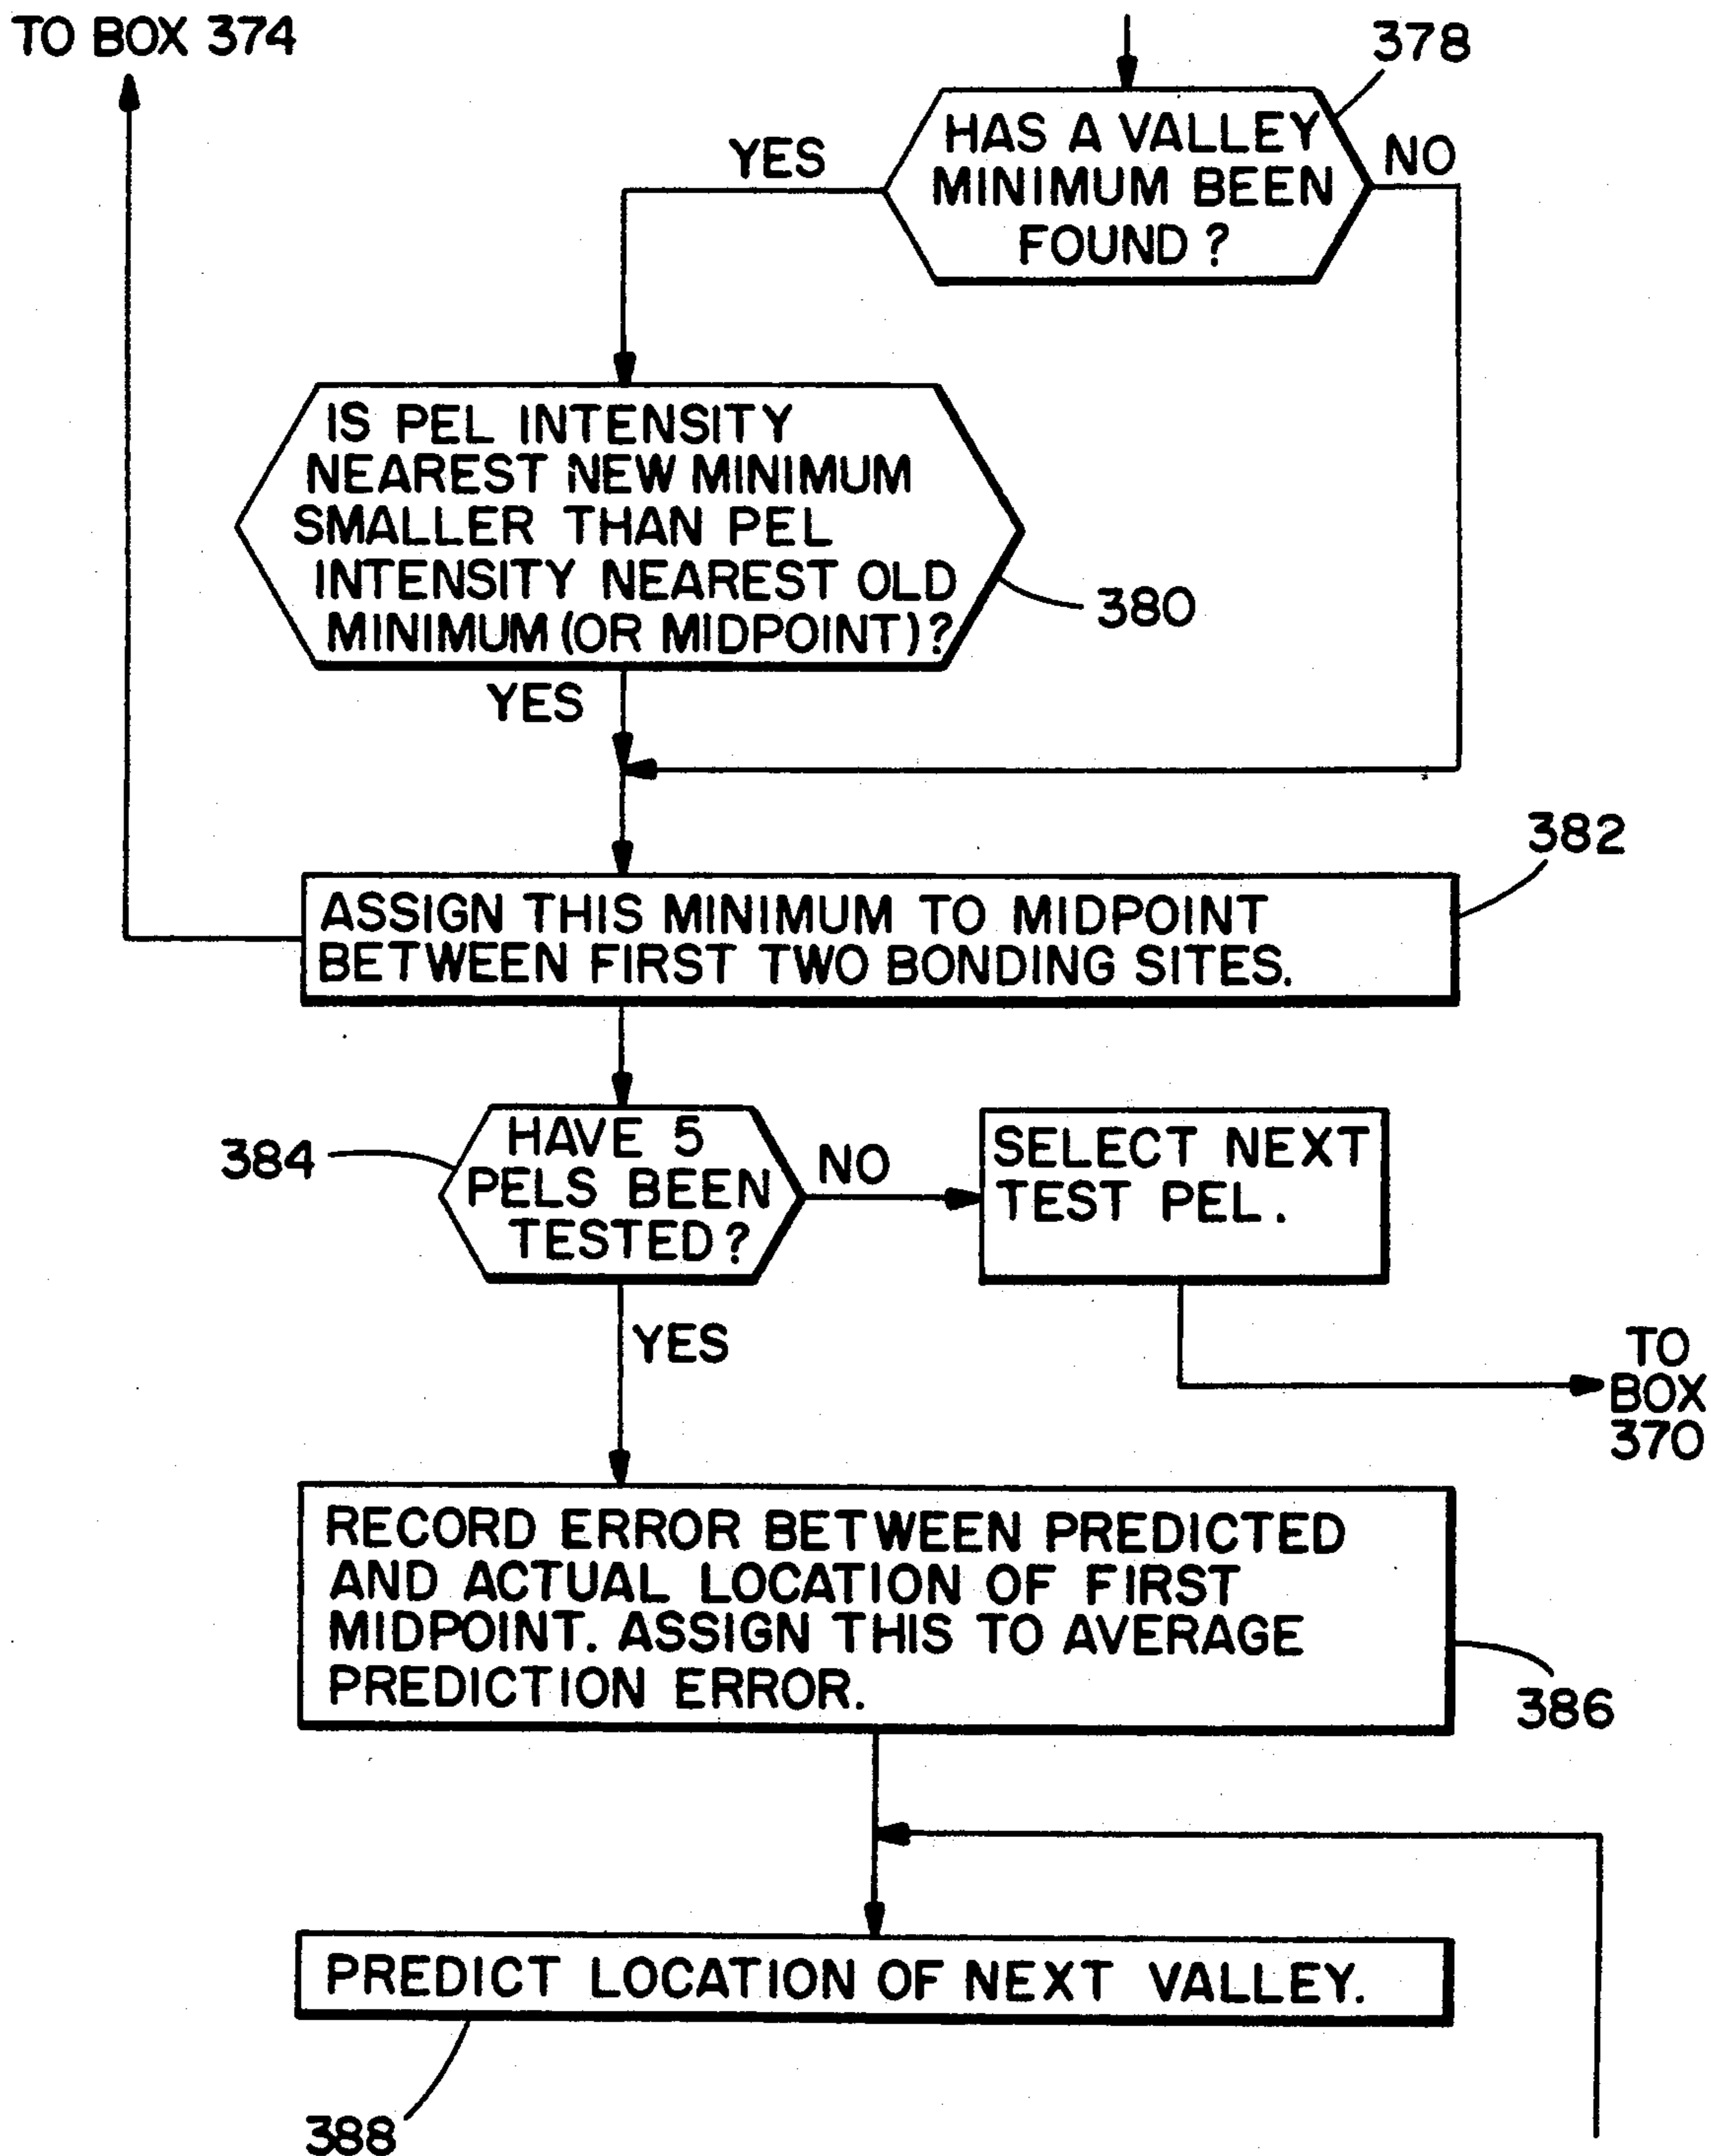 TO BOX 374
378
HAS A VALLEY
MINIMUM BEEN
FOUND ?
YES
NO
IS PEL INTENSITY
NEAREST NEW MINIMUM
SMALLER THAN PEL
INTENSITY NEAREST OLD
MINIMUM (OR MIDPOINT)?
380
YES
382
ASSIGN THIS MINIMUM TO MIDPOINT
BETWEEN FIRST TWO BONDING SITES.
384
HAVE 5
PELS BEEN
TESTED ?
NO
SELECT NEXT
TEST PEL.
YES
TO
BOX
370
RECORD ERROR BETWEEN PREDICTED
AND ACTUAL LOCATION OF FIRST
MIDPOINT. ASSIGN THIS TO AVERAGE
PREDICTION ERROR.
386
PREDICT LOCATION OF NEXT VALLEY.
388